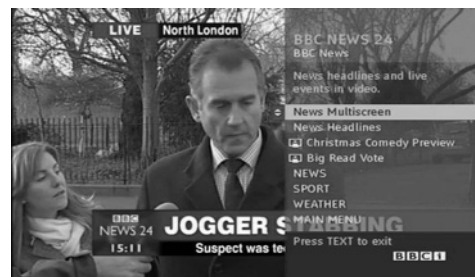 LIVE North London
BBC NEWS 24
BBC News
News headlines and live
events in video.
News Multiscreen
News Headlines
Christmas Comedy Preview
Big Read Vote
NEWS
SPORT
WEATHER
MAIN MENU
Press TEXT to exit
BBC 1
BBC
NEWS 24
15:11
JOGGER STABBING
Suspect was